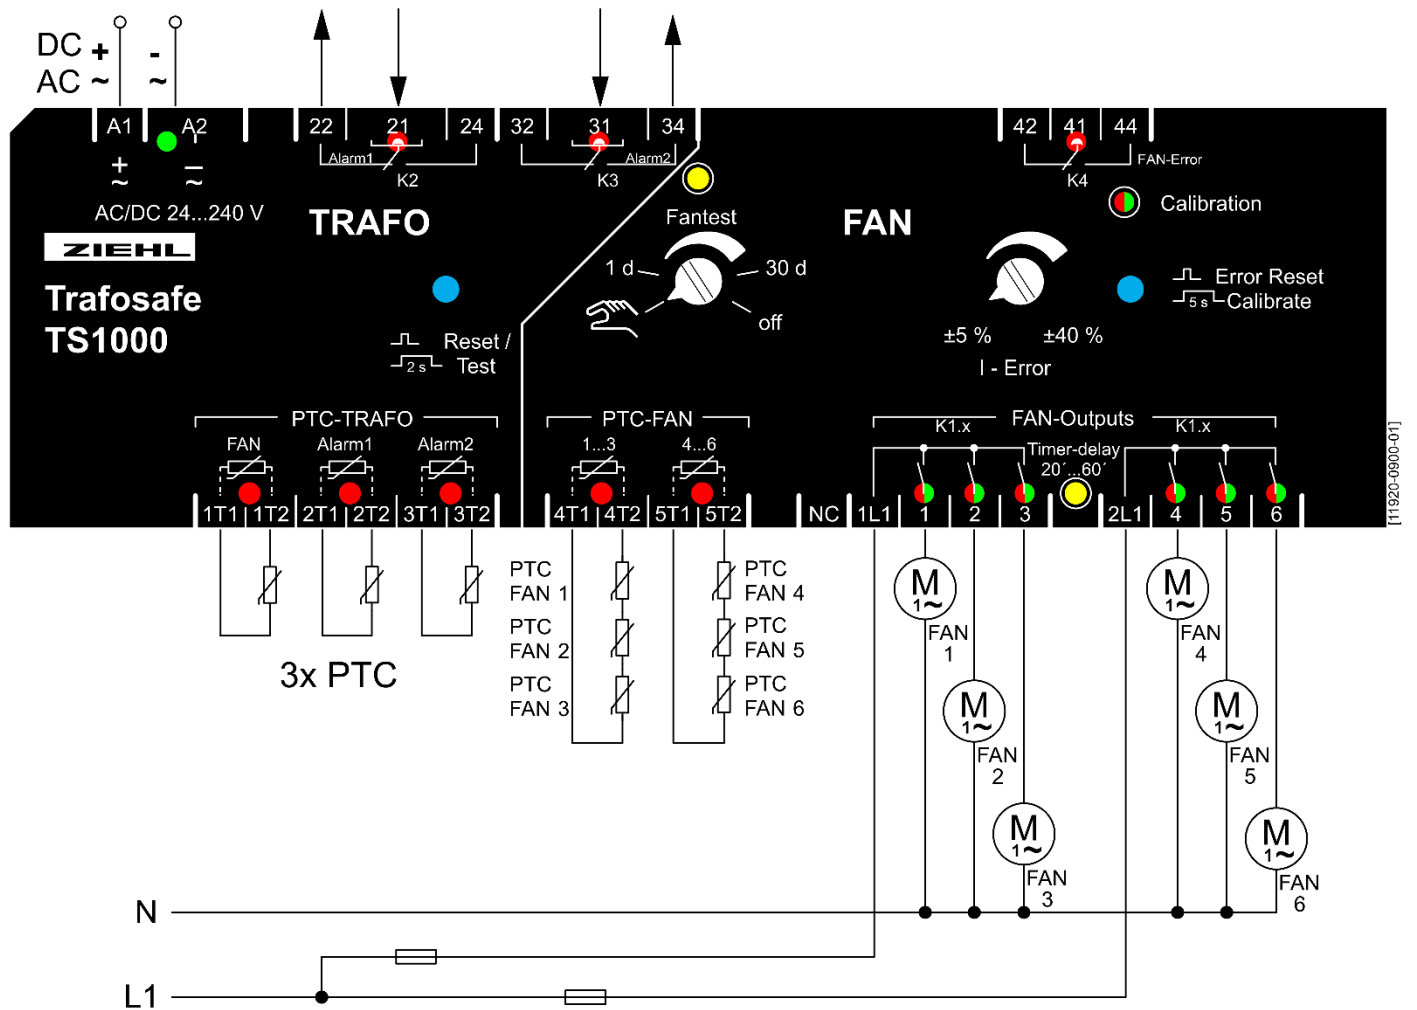 DC + -
AC ~ ~
A1 A2 22 21 24 32 31 34 42 41 44
+ –
~ ~
Alarm1 K2 K3 Alarm2 K4 FAN-Error
AC/DC 24...240 V
ZIEHL
Trafosafe
TS1000
TRAFO
Reset /
2 s Test
Fantest
1 d 30 d
off
FAN
Calibration
Error Reset
5 s Calibrate
±5 % ±40 %
I - Error
PTC-TRAFO
FAN Alarm1 Alarm2
1T1 1T2 2T1 2T2 3T1 3T2
PTC-FAN
1...3 4...6
4T1 4T2 5T1 5T2
FAN-Outputs
K1.x K1.x
Timer-delay
20´...60´
NC 1L1 1 2 3 2L1 4 5 6
[11920-0900-01]
3x PTC
PTC
FAN 1
PTC
FAN 2
PTC
FAN 3
PTC
FAN 4
PTC
FAN 5
PTC
FAN 6
M
1~
FAN
1
M
1~
FAN
2
M
1~
FAN
3
M
1~
FAN
4
M
1~
FAN
5
M
1~
FAN
6
N
L1